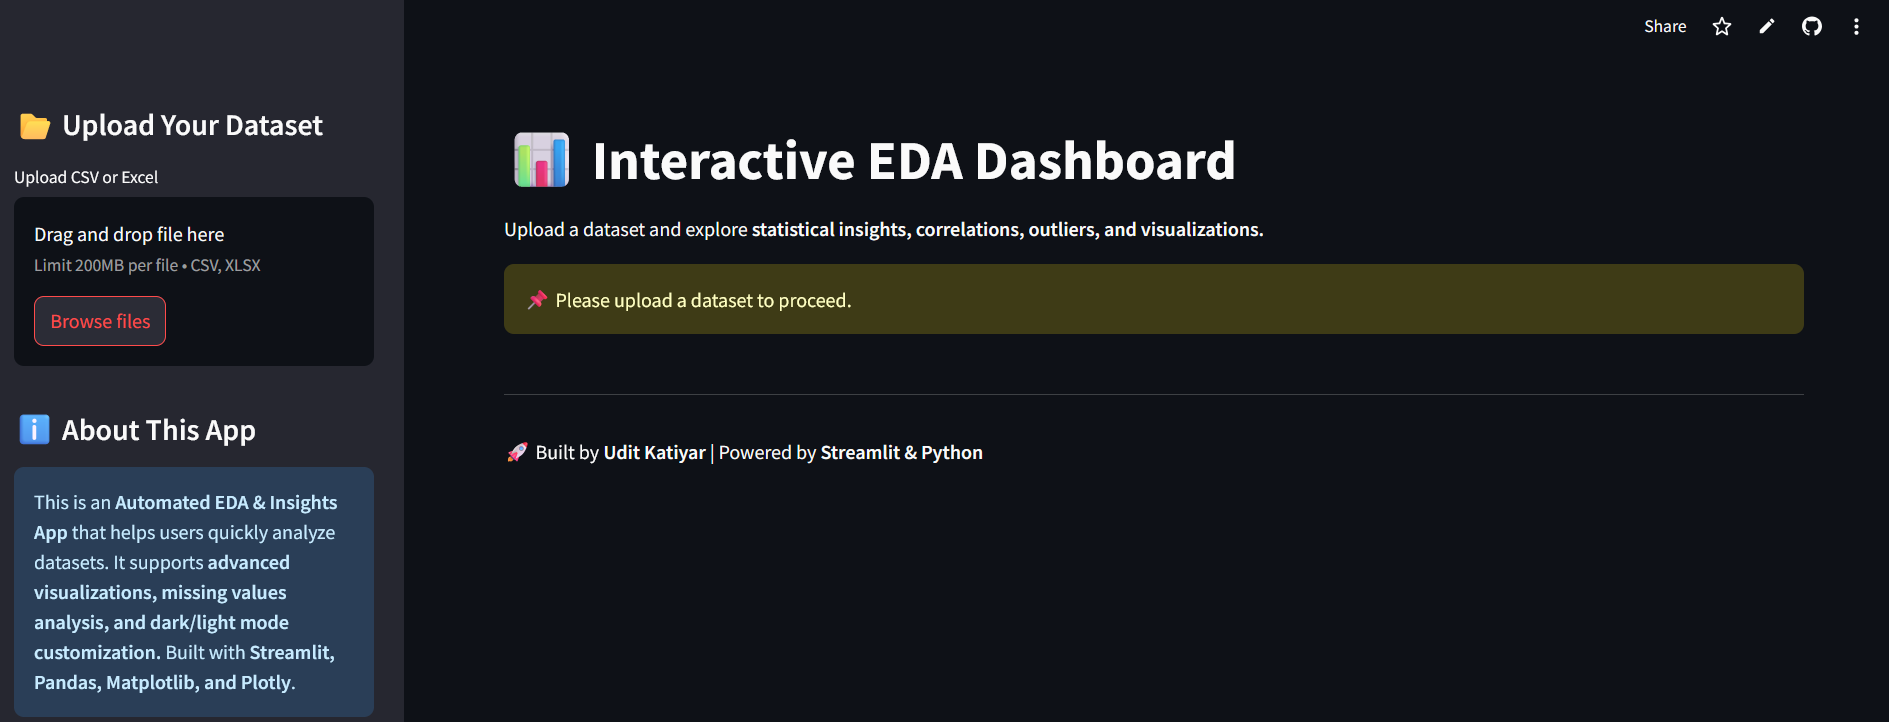 Share
Upload Your Dataset
Upload CSV or Excel
Drag and drop file here
Limit 200MB per file • CSV, XLSX
Browse files
About This App
This is an Automated EDA & Insights
App that helps users quickly analyze
datasets. It supports advanced
visualizations, missing values
analysis, and dark/light mode
customization. Built with Streamlit,
Pandas, Matplotlib, and Plotly.
Interactive EDA Dashboard
Upload a dataset and explore statistical insights, correlations, outliers, and visualizations.
Please upload a dataset to proceed.
Built by Udit Katiyar | Powered by Streamlit & Python